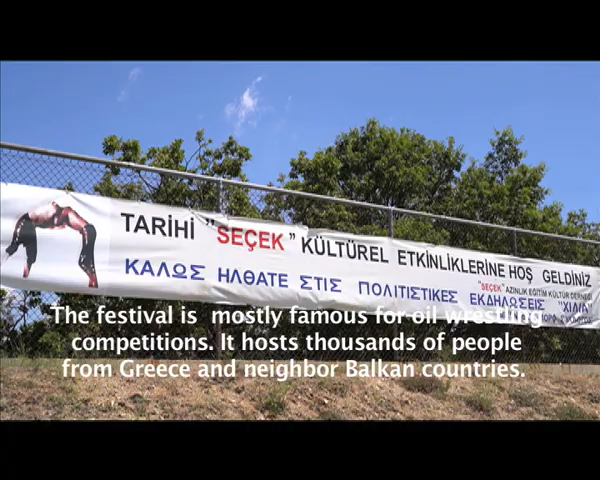 TARIHİ "SEÇEK" KÜLTÜREL ETKİNLİKLERİNE HOŞ GELDİNİZ
"SEÇEK" AZINLIK EĞİTİM KÜLTÜR DERNEĞİ
ΚΑΛΩΣ ΗΛΘΑΤΕ ΣΤΙΣ ΠΟΛΙΤΙΣΤΙΚΕΣ ΕΚΔΗΛΩΣΕΙΣ "ΧΙΛΙΑ"
The festival is mostly famous for oil wrestling
competitions. It hosts thousands of people
from Greece and neighbor Balkan countries.